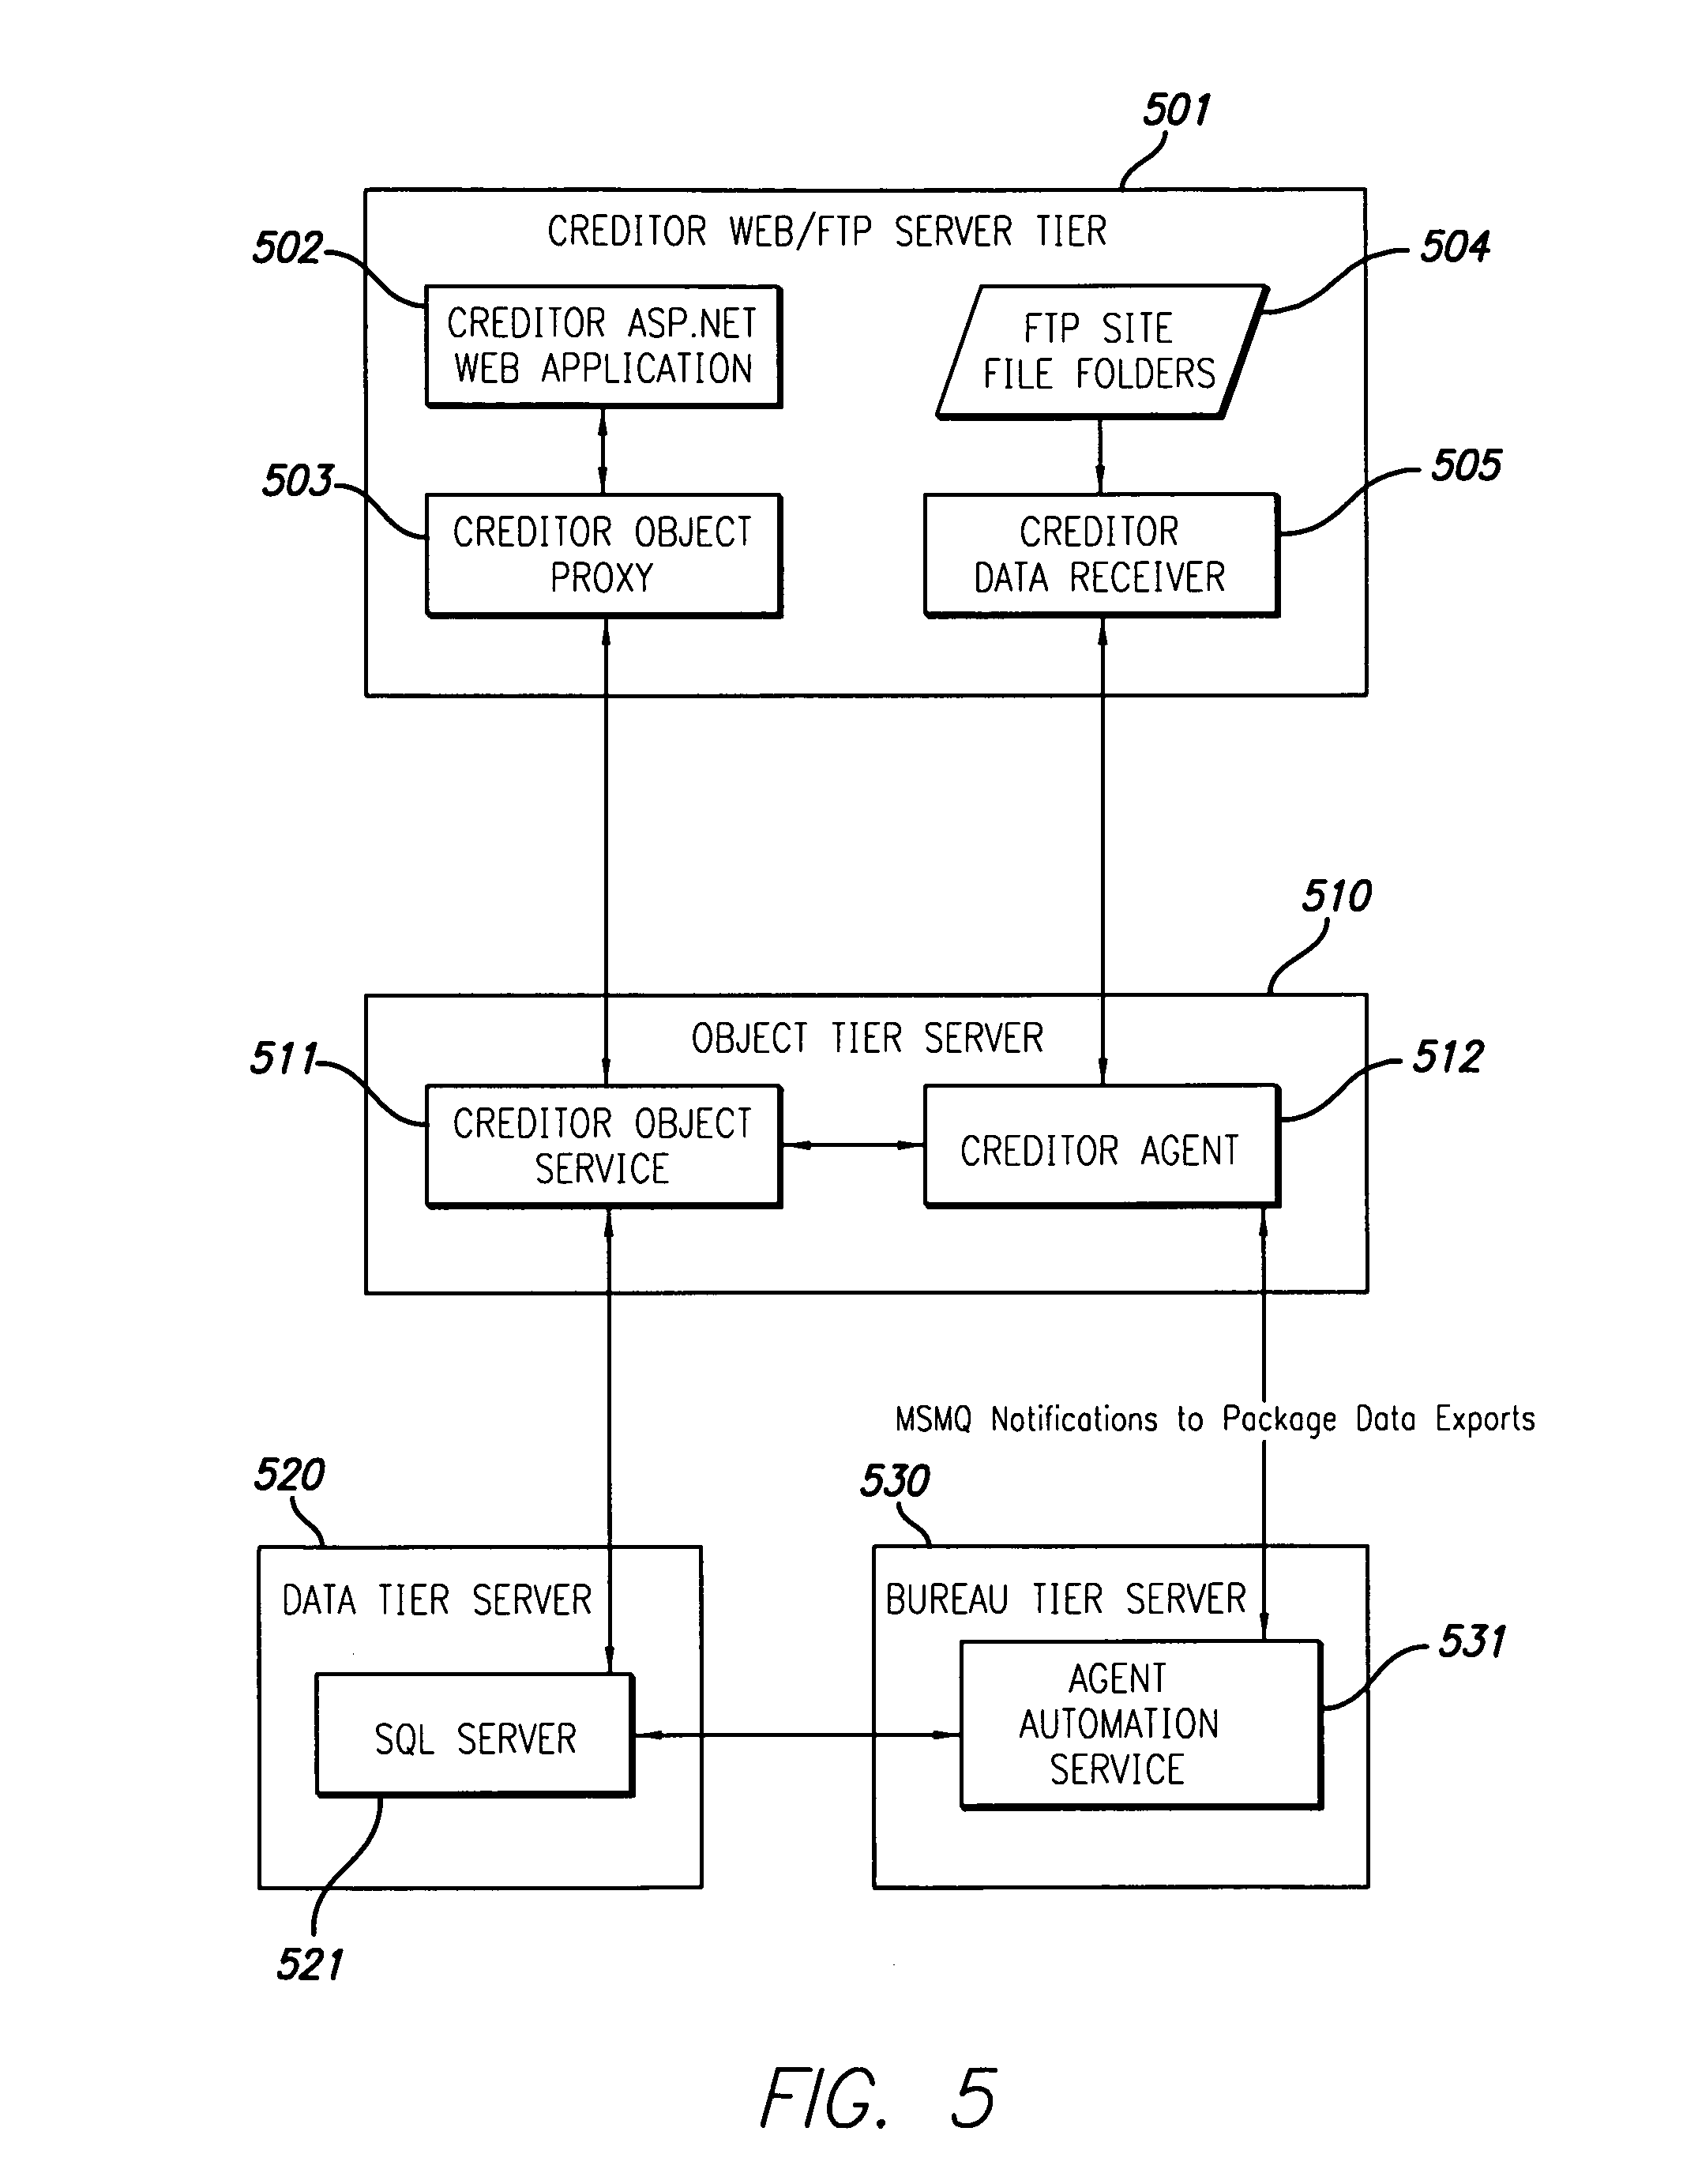 501
CREDITOR WEB/FTP SERVER TIER
502
504
CREDITOR ASP.NET
WEB APPLICATION
FTP SITE
FILE FOLDERS
503
505
CREDITOR OBJECT
PROXY
CREDITOR
DATA RECEIVER
510
OBJECT TIER SERVER
511
512
CREDITOR OBJECT
SERVICE
CREDITOR AGENT
MSMQ Notifications to Package Data Exports
520
530
DATA TIER SERVER
BUREAU TIER SERVER
531
SQL SERVER
AGENT
AUTOMATION
SERVICE
521
FIG. 5